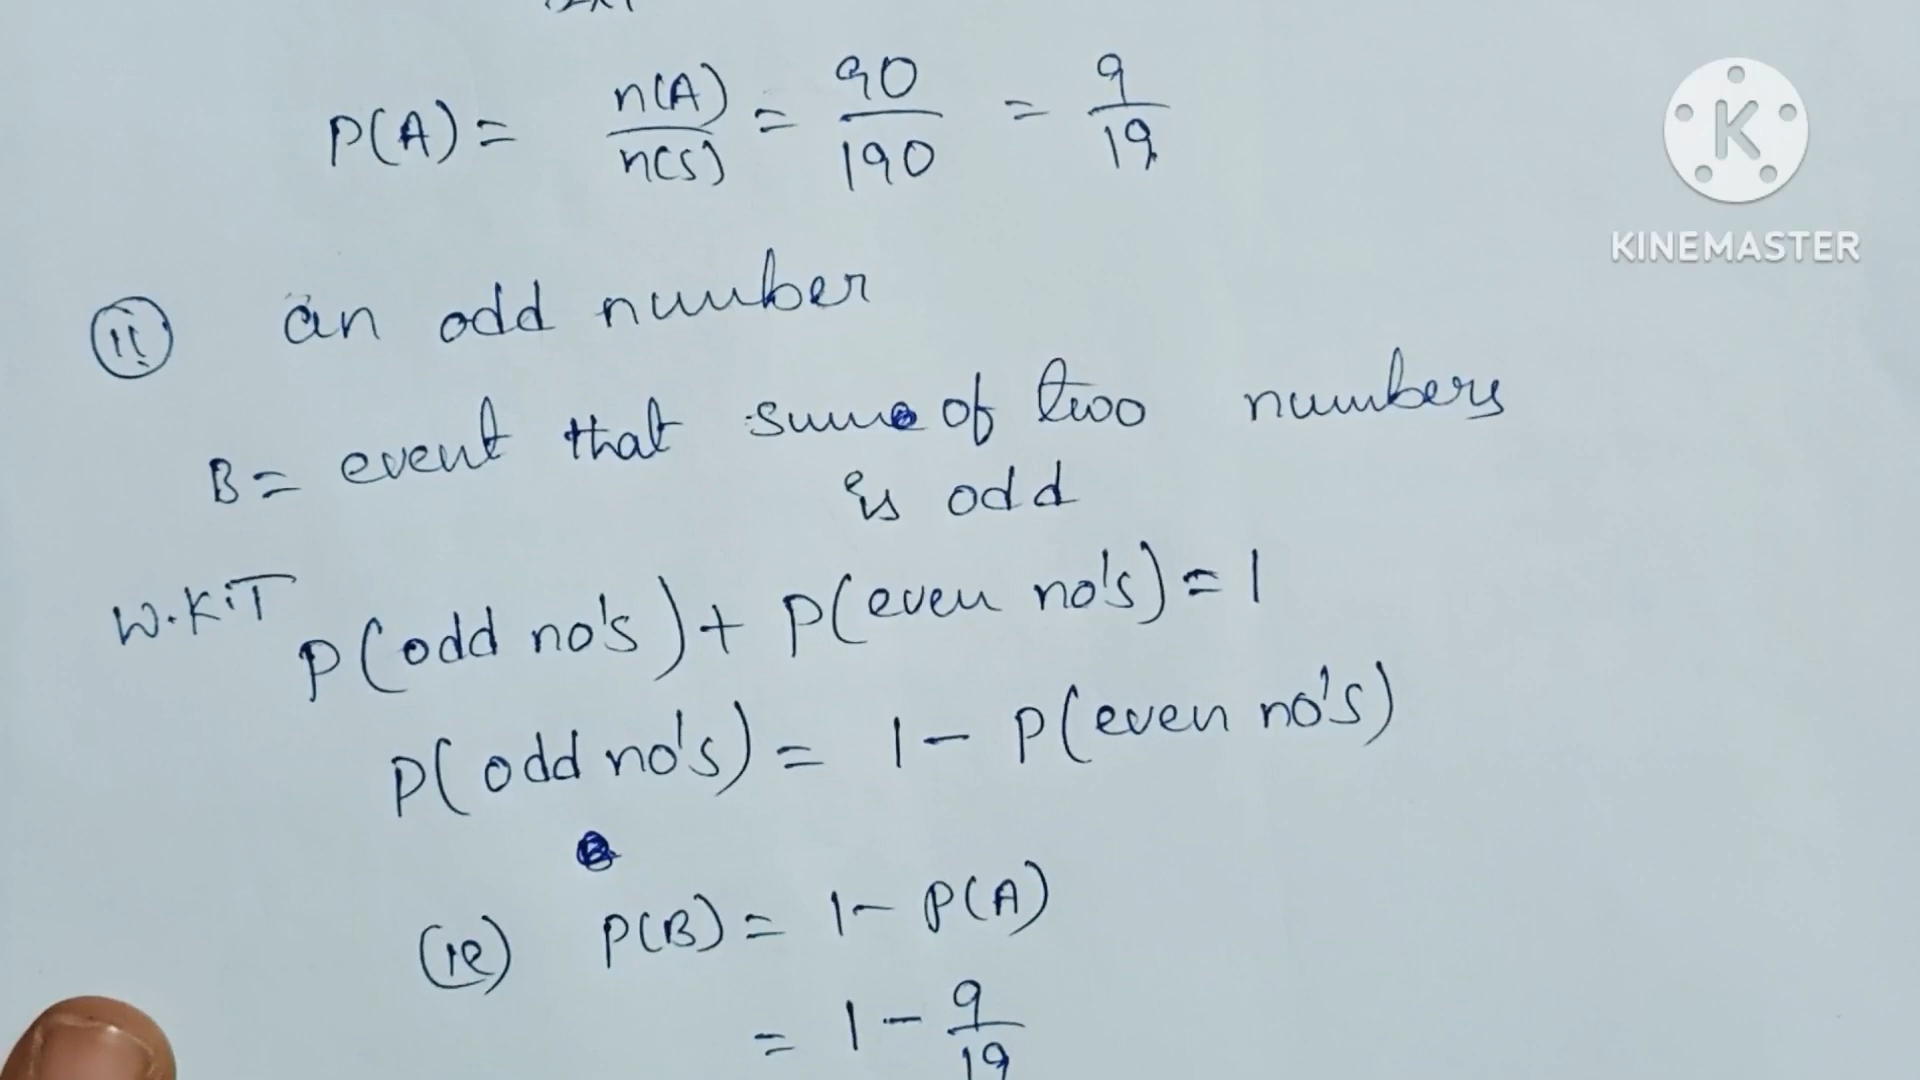 P(A) = n(A)/n(S) = 90/190 = 9/19
K
KINEMASTER
(ii) an odd number
B = event that sum of two numbers
is odd
W.K.T P(odd no's) + P(even no's) = 1
P(odd no's) = 1 - P(even no's)
(ie) P(B) = 1 - P(A)
= 1 - 9/19